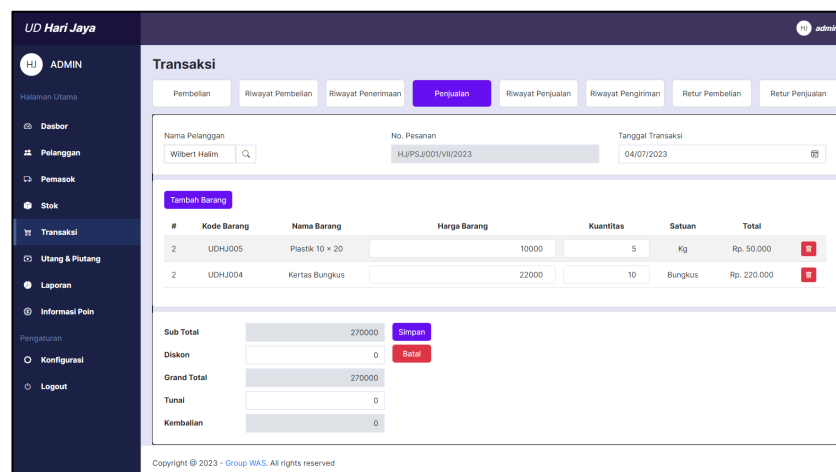 UD Hari Jaya
HJ admin
HJ ADMIN
Halaman Utama
Dasbor
Pelanggan
Pemasok
Stok
Transaksi
Utang & Piutang
Laporan
Informasi Poin
Pengaturan
Konfigurasi
Logout
Transaksi
Pembelian Riwayat Pembelian Riwayat Penerimaan Penjualan Riwayat Penjualan Riwayat Pengiriman Retur Pembelian Retur Penjualan
Nama Pelanggan No. Pesanan Tanggal Transaksi
Wilbert Halim HJ/PSJ/001/VII/2023 04/07/2023
Tambah Barang
# Kode Barang Nama Barang Harga Barang Kuantitas Satuan Total
2 UDHJ005 Plastik 10 × 20 10000 5 Kg Rp. 50.000
2 UDHJ004 Kertas Bungkus 22000 10 Bungkus Rp. 220.000
Sub Total 270000 Simpan
Diskon 0 Batal
Grand Total 270000
Tunai 0
Kembalian 0
Copyright @ 2023 - Group WAS. All rights reserved